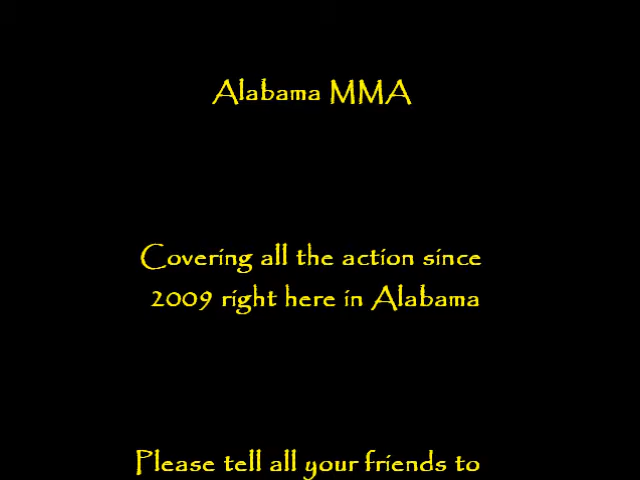 Alabama MMA
Covering all the action since
2009 right here in Alabama
Please tell all your friends to